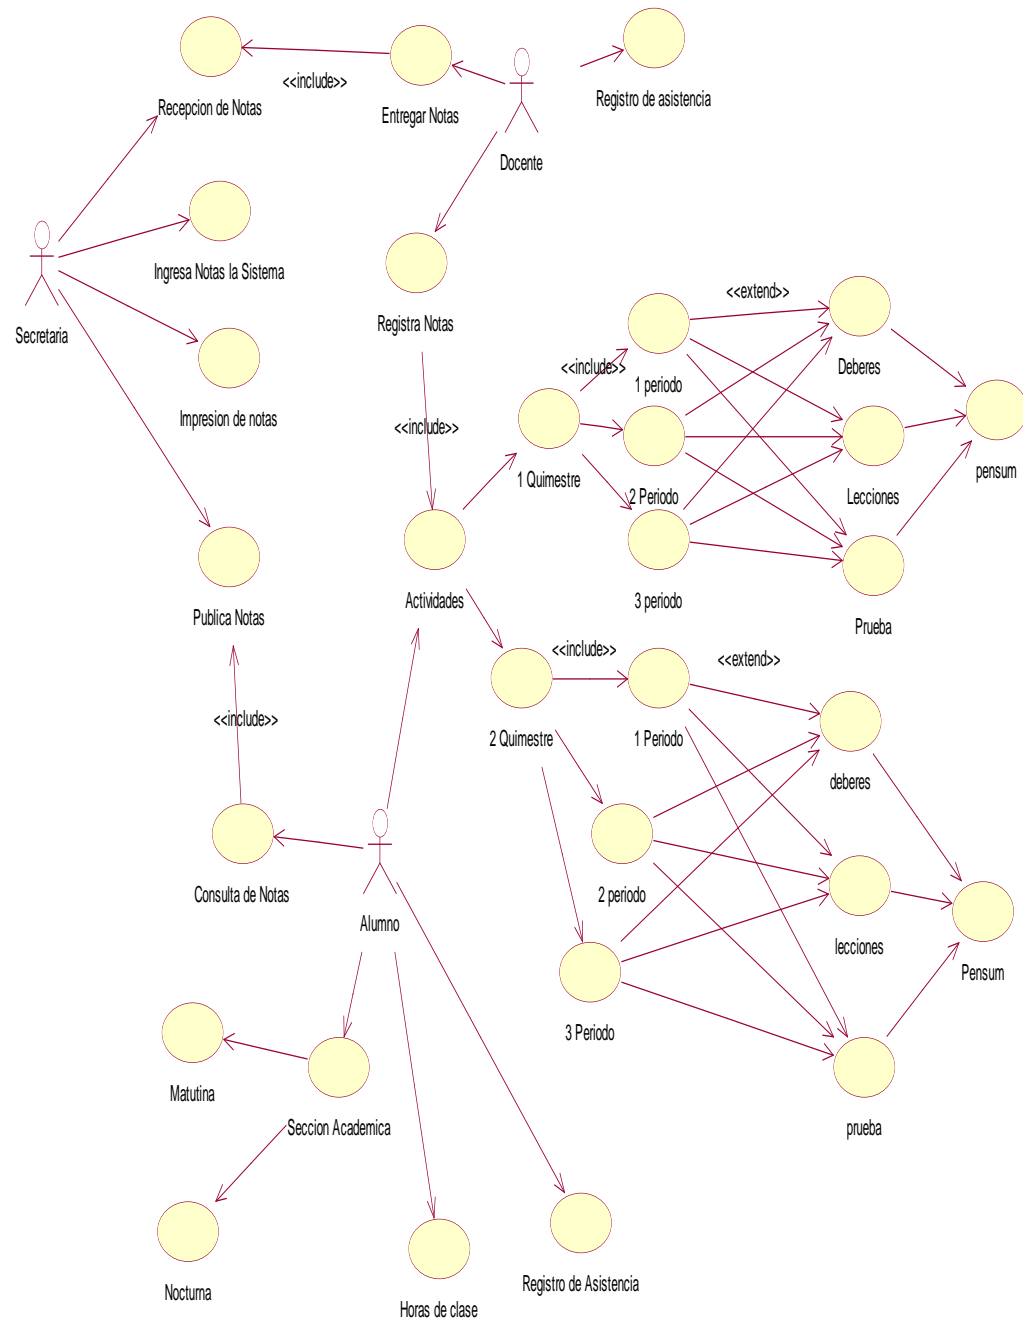 <<include>>
Recepcion de Notas
Entregar Notas
Registro de asistencia
Docente
Ingresa Notas la Sistema
Secretaria
Registra Notas
<<extend>>
<<include>>
1 periodo
Deberes
Impresion de notas
<<include>>
1 Quimestre
2 Periodo
Lecciones
pensum
Actividades
3 periodo
Prueba
Publica Notas
<<include>>
<<extend>>
<<include>>
2 Quimestre
1 Periodo
deberes
Consulta de Notas
2 periodo
Alumno
lecciones
Pensum
3 Periodo
Matutina
Seccion Academica
prueba
Nocturna
Horas de clase
Registro de Asistencia